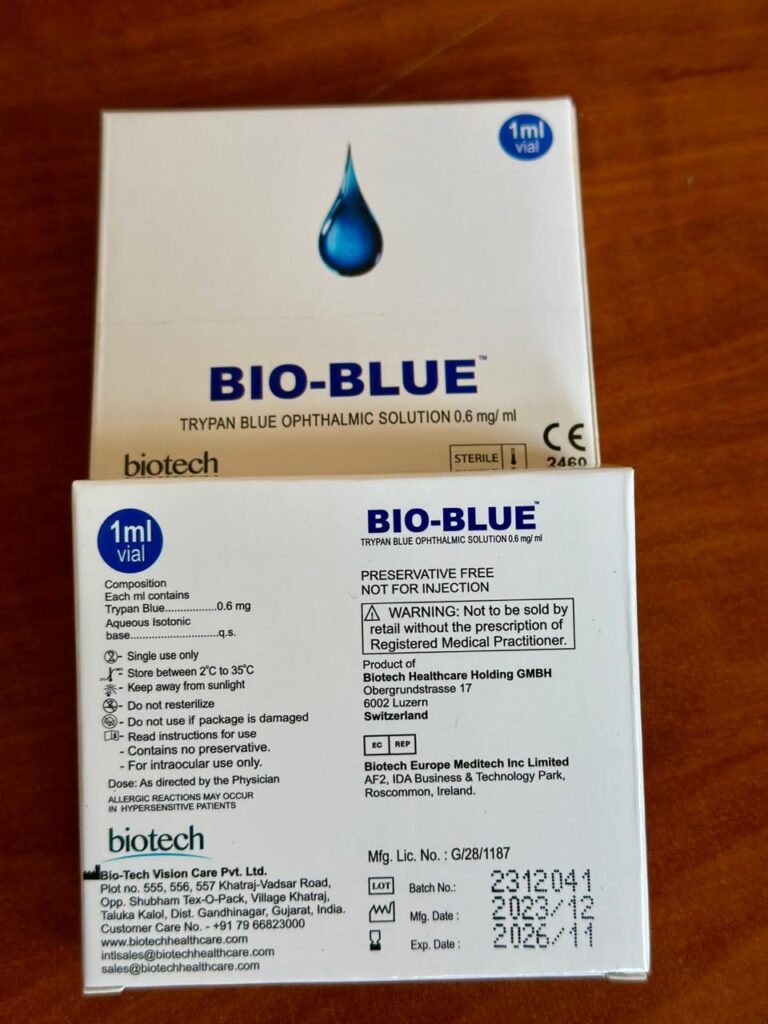 1ml
vial
BIO-BLUE™
TRYPAN BLUE OPHTHALMIC SOLUTION 0.6 mg/ ml
CE
2460
STERILE
biotech
1ml
vial
Composition
Each ml contains
Trypan Blue.................0.6 mg
Aqueous Isotonic
base.............................q.s.
2- Single use only
- Store between 2°C to 35°C
- Keep away from sunlight
- Do not resterilize
- Do not use if package is damaged
- Read instructions for use
- Contains no preservative.
- For intraocular use only.
Dose: As directed by the Physician
ALLERGIC REACTIONS MAY OCCUR
IN HYPERSENSITIVE PATIENTS
biotech
Bio-Tech Vision Care Pvt. Ltd.
Plot no. 555, 556, 557 Khatraj-Vadsar Road,
Opp. Shubham Tex-O-Pack, Village Khatraj,
Taluka Kalol, Dist. Gandhinagar, Gujarat, India.
Customer Care No. - +91 79 66823000
www.biotechhealthcare.com
intlsales@biotechhealthcare.com
sales@biotechhealthcare.com
BIO-BLUE™
TRYPAN BLUE OPHTHALMIC SOLUTION 0.6 mg/ ml
PRESERVATIVE FREE
NOT FOR INJECTION
WARNING: Not to be sold by
retail without the prescription of
Registered Medical Practitioner.
Product of
Biotech Healthcare Holding GMBH
Obergrundstrasse 17
6002 Luzern
Switzerland
EC REP
Biotech Europe Meditech Inc Limited
AF2, IDA Business & Technology Park,
Roscommon, Ireland.
Mfg. Lic. No. : G/28/1187
LOT Batch No.: 2312041
Mfg. Date : 2023/12
Exp. Date : 2026/11